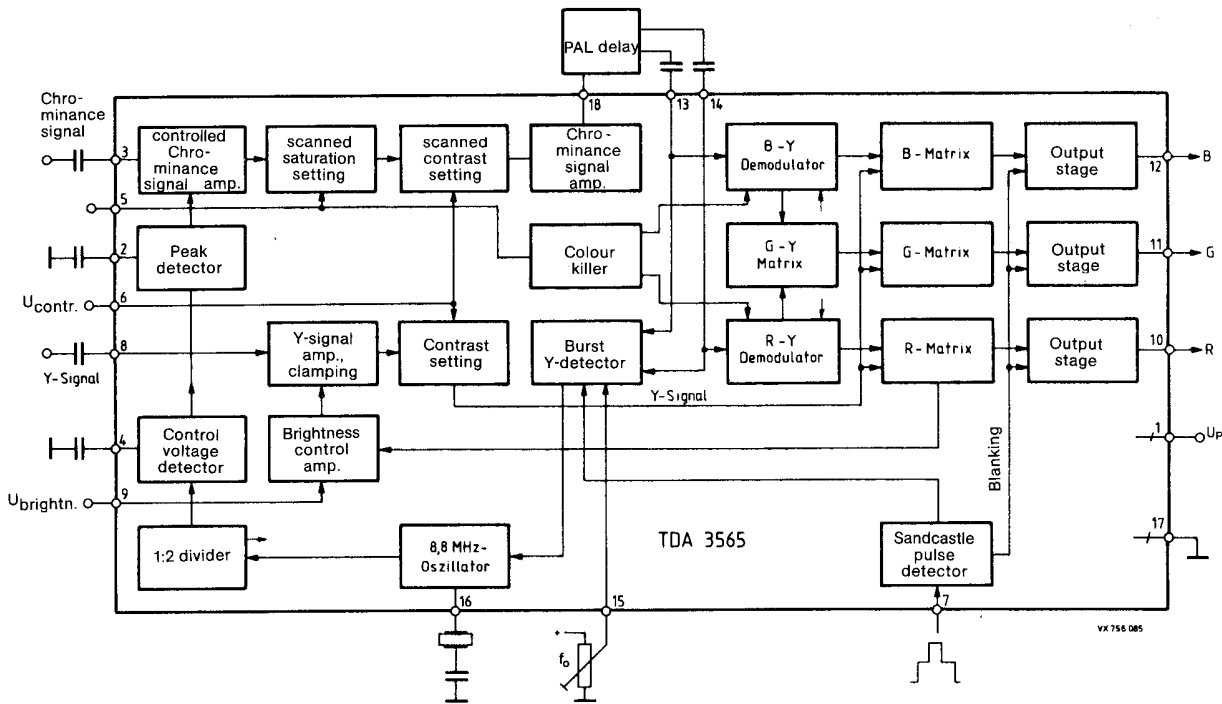 PAL delay
18
13
14
Chro-
minance
signal
3
controlled
Chro-
minance
signal amp.
scanned
saturation
setting
scanned
contrast
setting
Chro-
minance
signal amp.
B-Y
Demodulator
B-Matrix
Output
stage
12
B
5
2
Peak
detector
Colour
killer
G-Y
Matrix
G-Matrix
Output
stage
11
G
Ucontr.
6
8
Y-Signal
Y-signal
amp.,
clamping
Contrast
setting
Burst
Y-detector
R-Y
Demodulator
R-Matrix
Output
stage
10
R
Y-Signal
4
Control
voltage
detector
Brightness
control
amp.
Blanking
1
UP
Ubrightn.
9
1:2 divider
8,8 MHz-
Oszillator
TDA 3565
Sandcastle
pulse
detector
17
16
15
7
VX 756 085
+
fo